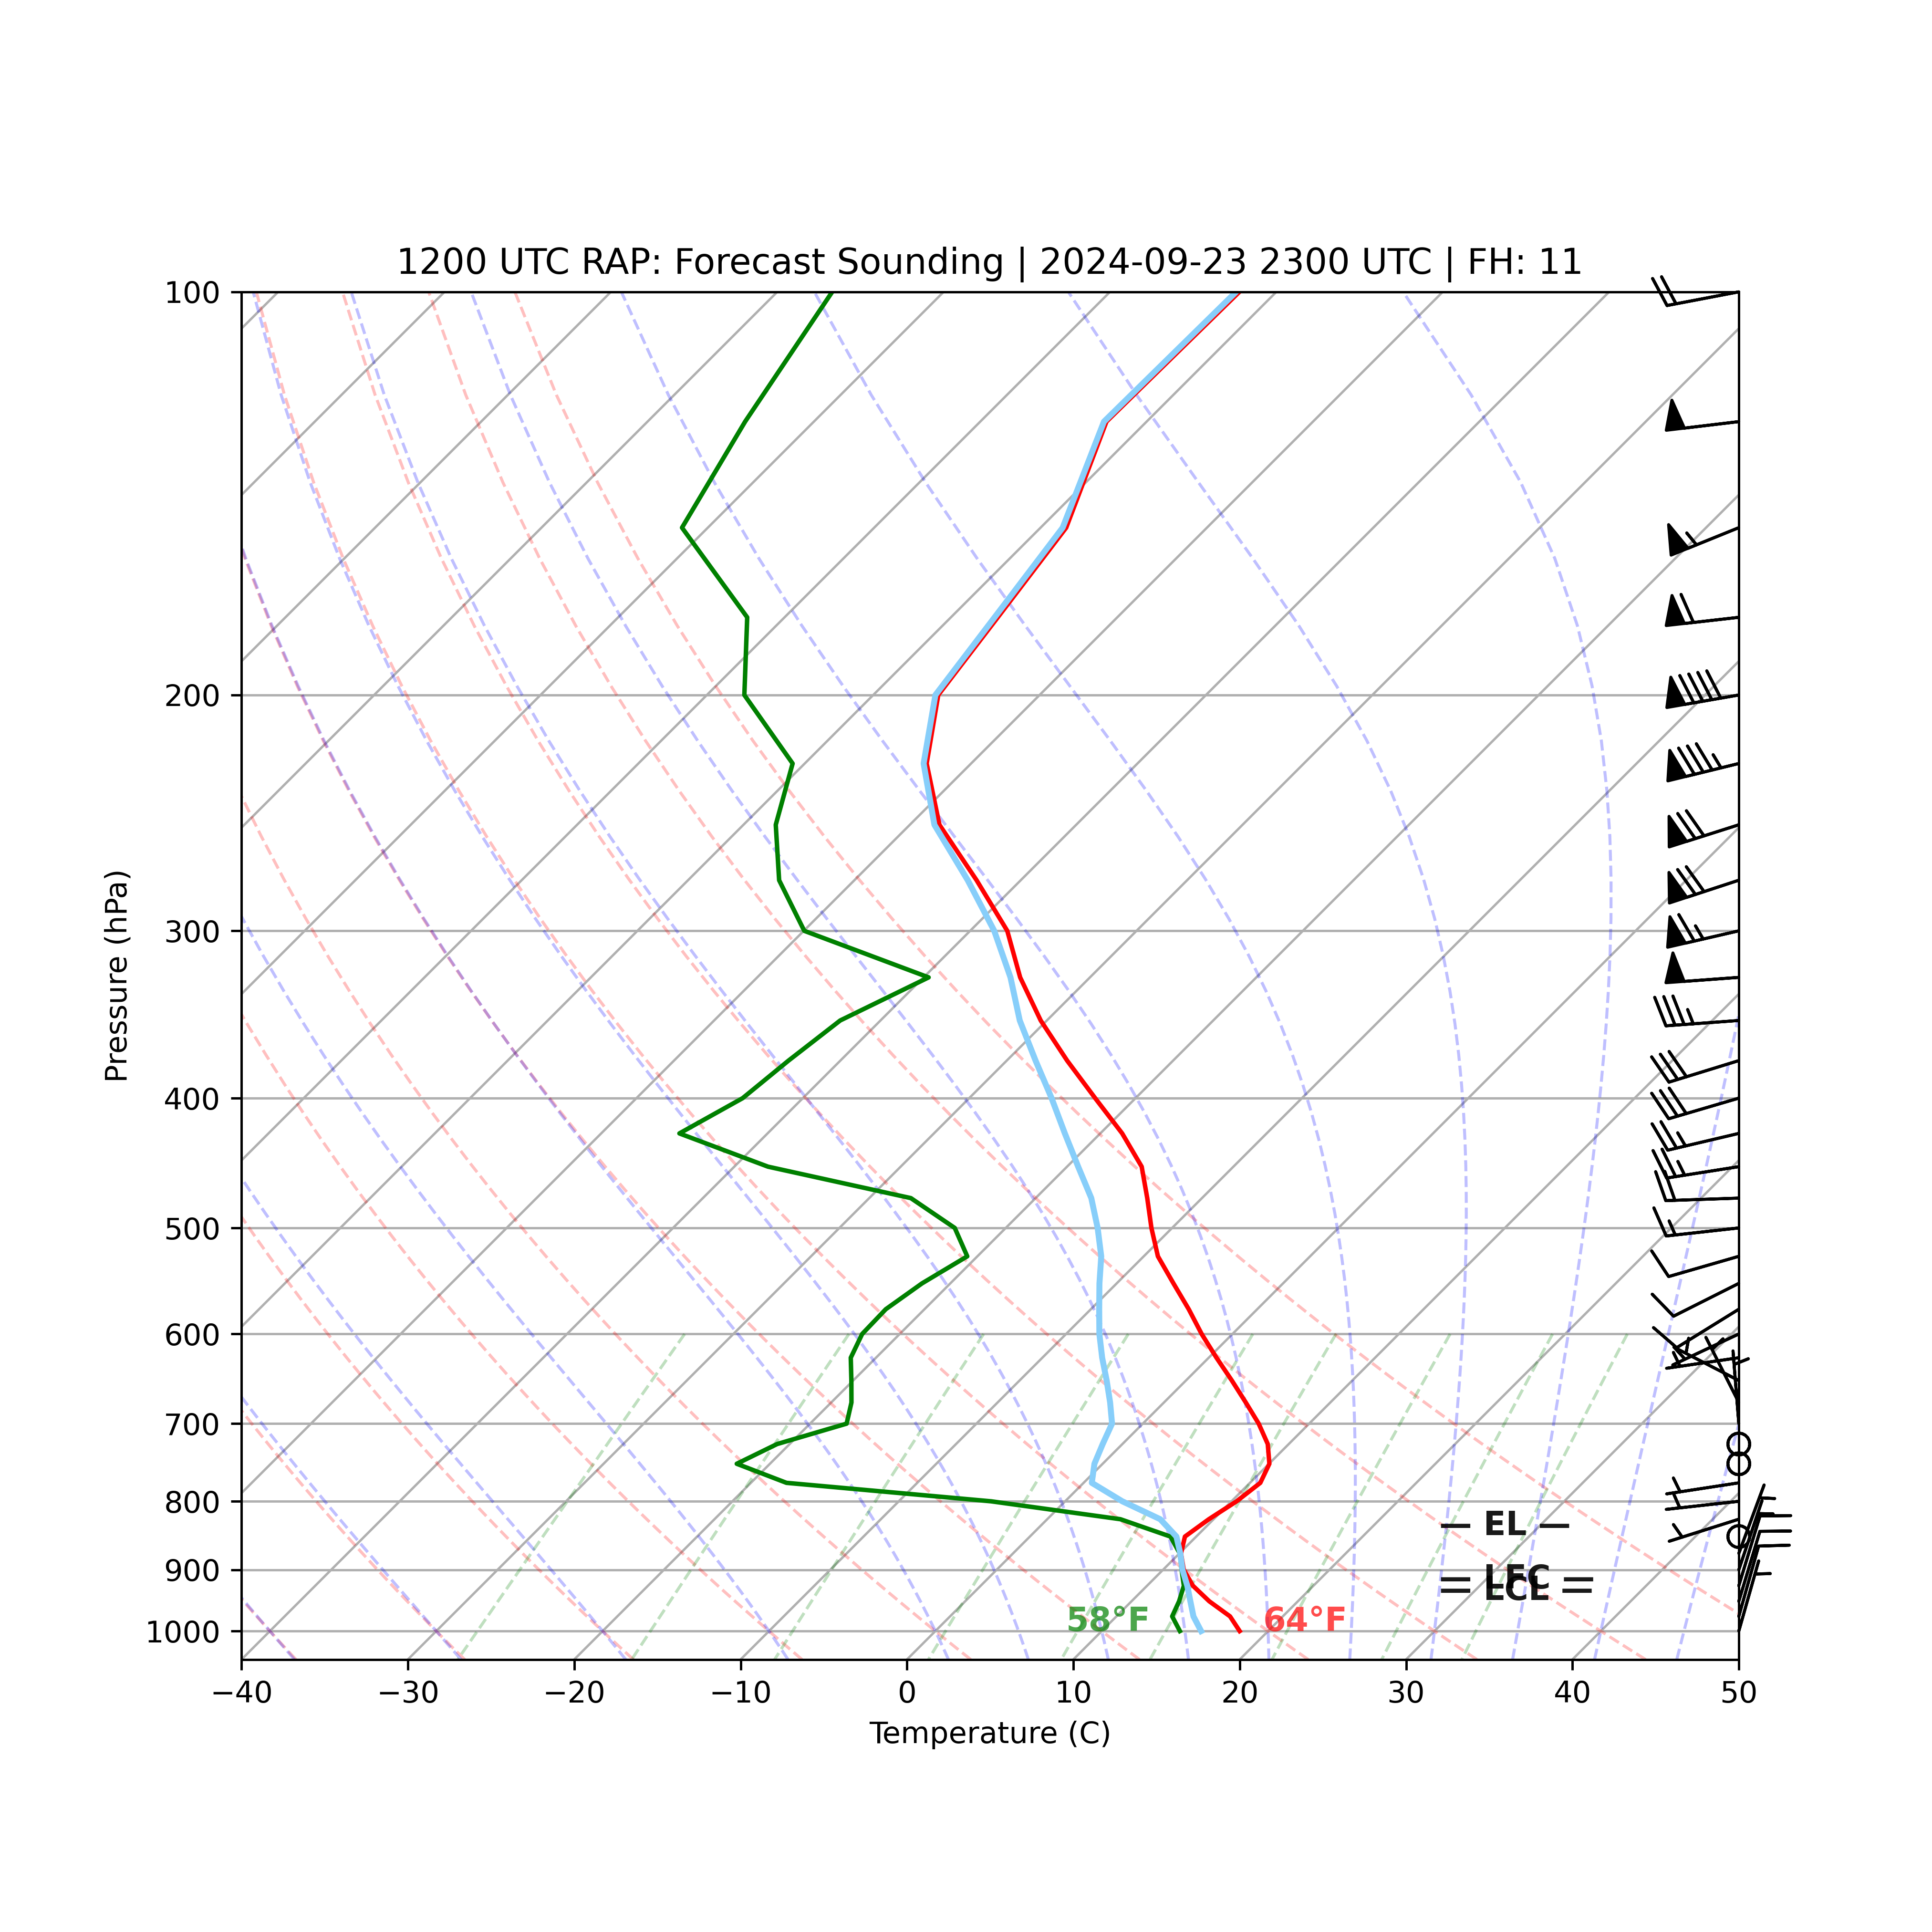 1200 UTC RAP: Forecast Sounding | 2024-09-23 2300 UTC | FH: 11
100
200
300
400
500
600
700
800
900
1000
Pressure (hPa)
— EL —
— LFC —
— LCL —
58°F
64°F
−40 −30 −20 −10 0 10 20 30 40 50
Temperature (C)